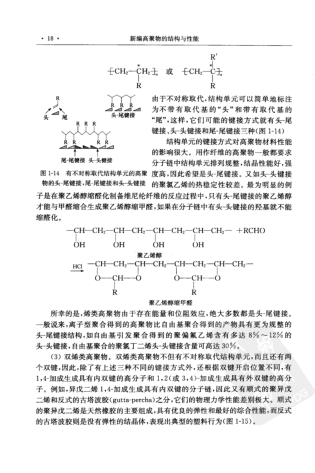 · 18 ·
新编高聚物的结构与性能
R′
─[CH₂—CH₂]─ 或 ─[CH₂—C]─
R R
由于不对称取代,结构单元可以简单地标注
为不带有取代基的“头”和带有取代基的
“尾”,这样,它们可能的键接方式就有头-尾
键接、头-头键接和尾-尾键接三种(图 1-14)
结构单元的键接方式对高聚物材料性能
的影响很大。用作纤维的高聚物一般都要求
分子链中结构单元排列规整,结晶性能好,强
度高,因此希望是头-尾键接。又如头-头键接
的聚氯乙烯的热稳定性较差。最为明显的例
R
头 尾
R R R R
头-尾键接
R R R R
尾-尾键接 头-头键接
图 1-14 有不对称取代结构单元的高聚
物的头-尾键接、尾-尾键接和头-头键接
子是在聚乙烯醇缩醛化制备维尼纶纤维的反应过程中,只有头-尾键接的聚乙烯醇
才能与甲醛缩合生成聚乙烯醇缩甲醛,如果在分子链中有头-头键接的羟基就不能
缩醛化。
—CH—CH₂—CH—CH₂—CH—CH₂—CH— + RCHO
OH OH OH OH
聚乙烯醇
HCl
—CH—CH₂—CH—CH₂—CH—CH₂—CH—
O—CH—O O—CH—O
R R
聚乙烯醇缩甲醛
所幸的是,烯类高聚物由于存在能量和位阻效应,绝大多数都是头-尾键接。
一般说来,离子型聚合得到的高聚物比自由基聚合得到的产物具有更为规整的
头-尾键接结构,如自由基引发聚合得到的聚偏氟乙烯含有多达 8%～12%的
头-头键接,自由基聚合的聚氯丁二烯头-头键接含量可高达 30%。
(3) 双烯类高聚物。双烯类高聚物不但有不对称取代结构单元,而且还有两
个双键,因此,除了有上述三种不同的键接方式外,还根据双键开启位置不同,有
1,4-加成生成具有内双键的高分子和 1,2(或 3,4)-加成生成具有外双键的高分
子。例如,异戊二烯 1,4-加成生成具有内双键的分子链,因此又有顺式的聚异戊
二烯和反式的古塔波胶(gutta-percha)之分,它们的物理力学性能差别极大。顺式
的聚异戊二烯是天然橡胶的主要组成,具有优良的弹性和最好的综合性能,而反式
的古塔波胶则是没有弹性的结晶体,表现出典型的塑料行为(图 1-15)。